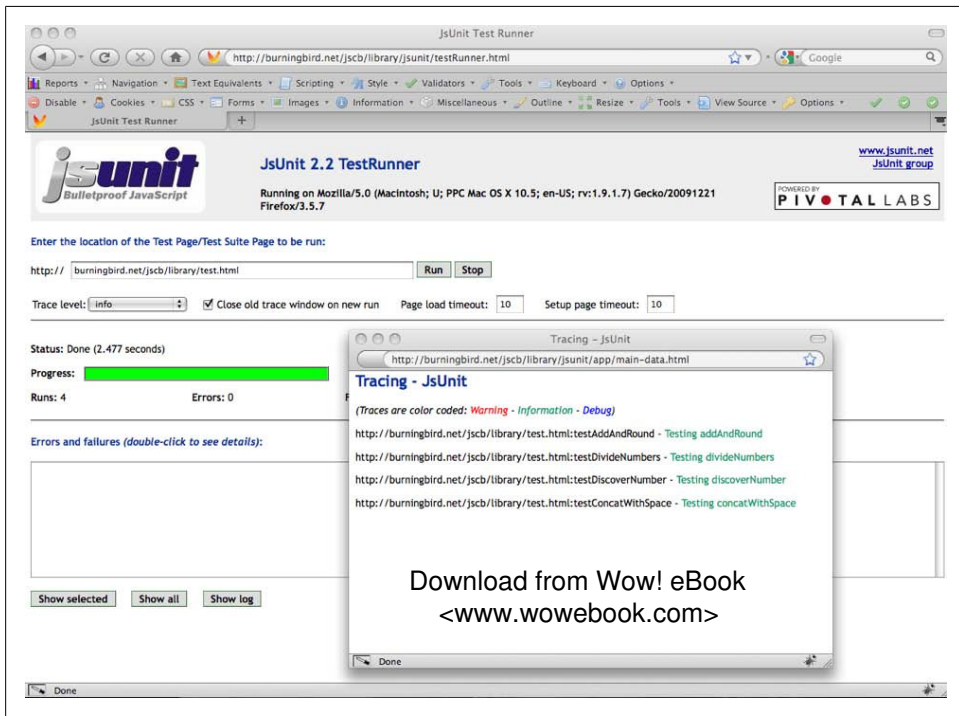 JsUnit Test Runner
http://burningbird.net/jscb/library/jsunit/testRunner.html
Google
Reports Navigation Text Equivalents Scripting Style Validators Tools Keyboard Options
Disable Cookies CSS Forms Images Information Miscellaneous Outline Resize Tools View Source Options
JsUnit Test Runner +
jsunit
Bulletproof JavaScript
JsUnit 2.2 TestRunner
Running on Mozilla/5.0 (Macintosh; U; PPC Mac OS X 10.5; en-US; rv:1.9.1.7) Gecko/20091221
Firefox/3.5.7
www.jsunit.net
JsUnit group
POWERED BY
PIVOTAL LABS
Enter the location of the Test Page/Test Suite Page to be run:
http:// burningbird.net/jscb/library/test.html Run Stop
Trace level: info Close old trace window on new run Page load timeout: 10 Setup page timeout: 10
Status: Done (2.477 seconds)
Progress:
Runs: 4 Errors: 0 F
Errors and failures (double-click to see details):
Show selected Show all Show log
Tracing - JsUnit
http://burningbird.net/jscb/library/jsunit/app/main-data.html
Tracing - JsUnit
(Traces are color coded: Warning - Information - Debug)
http://burningbird.net/jscb/library/test.html:testAddAndRound - Testing addAndRound
http://burningbird.net/jscb/library/test.html:testDivideNumbers - Testing divideNumbers
http://burningbird.net/jscb/library/test.html:testDiscoverNumber - Testing discoverNumber
http://burningbird.net/jscb/library/test.html:testConcatWithSpace - Testing concatWithSpace
Download from Wow! eBook
<www.wowebook.com>
Done
Done